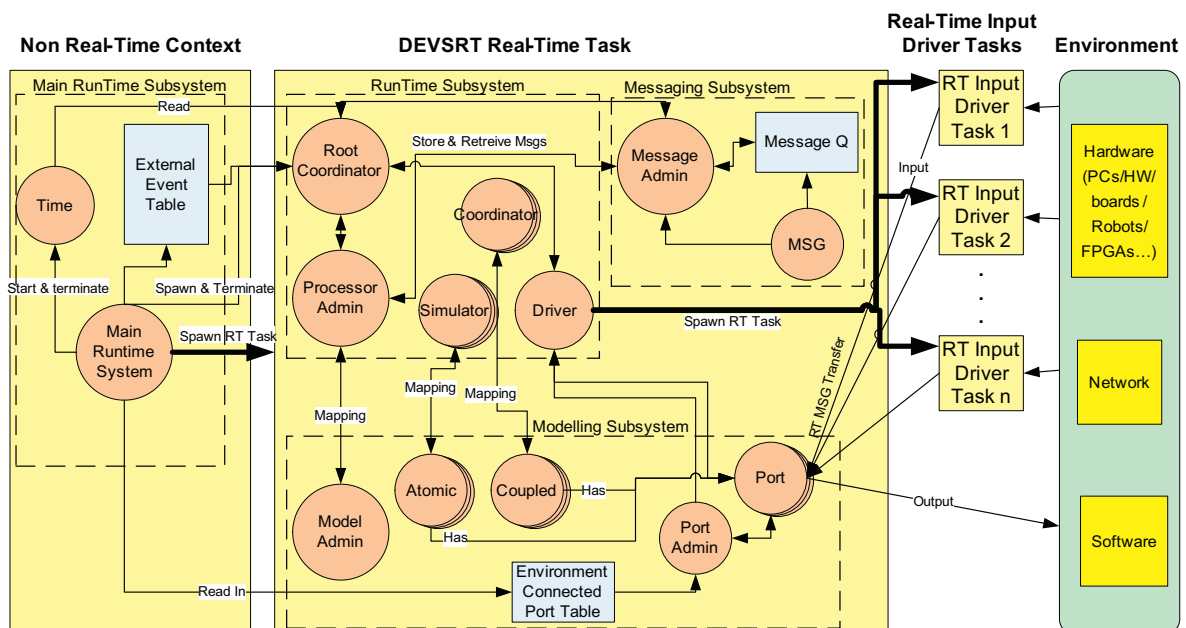 Non Real-Time Context
DEVSRT Real-Time Task
Real-Time Input
Driver Tasks
Environment
Main RunTime Subsystem
Read
Time
External
Event
Table
Start & terminate
Spawn & Terminate
Main
Runtime
System
Spawn RT Task
Read In
RunTime Subsystem
Root
Coordinator
Store & Retreive Msgs
Coordinator
Processor
Admin
Simulator
Driver
Messaging Subsystem
Message
Admin
Message Q
MSG
Spawn RT Task
Mapping
Mapping
Mapping
Modelling Subsystem
Model
Admin
Atomic
Coupled
Has
Has
Port
Port
Admin
Environment
Connected
Port Table
RT Input
Driver
Task 1
Input
RT Input
Driver
Task 2
.
.
.
RT Input
Driver
Task n
RT MSG Transfer
Output
Hardware
(PCs/HW/
boards /
Robots/
FPGAs...)
Network
Software